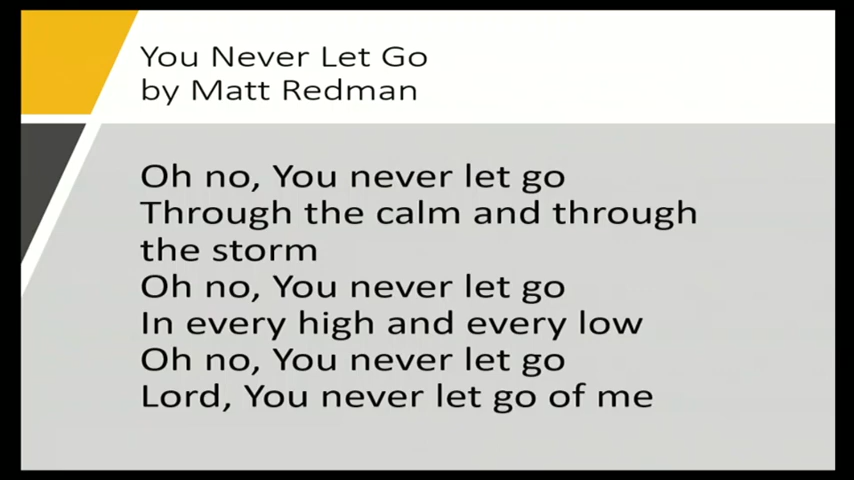 You Never Let Go
by Matt Redman
Oh no, You never let go
Through the calm and through
the storm
Oh no, You never let go
In every high and every low
Oh no, You never let go
Lord, You never let go of me